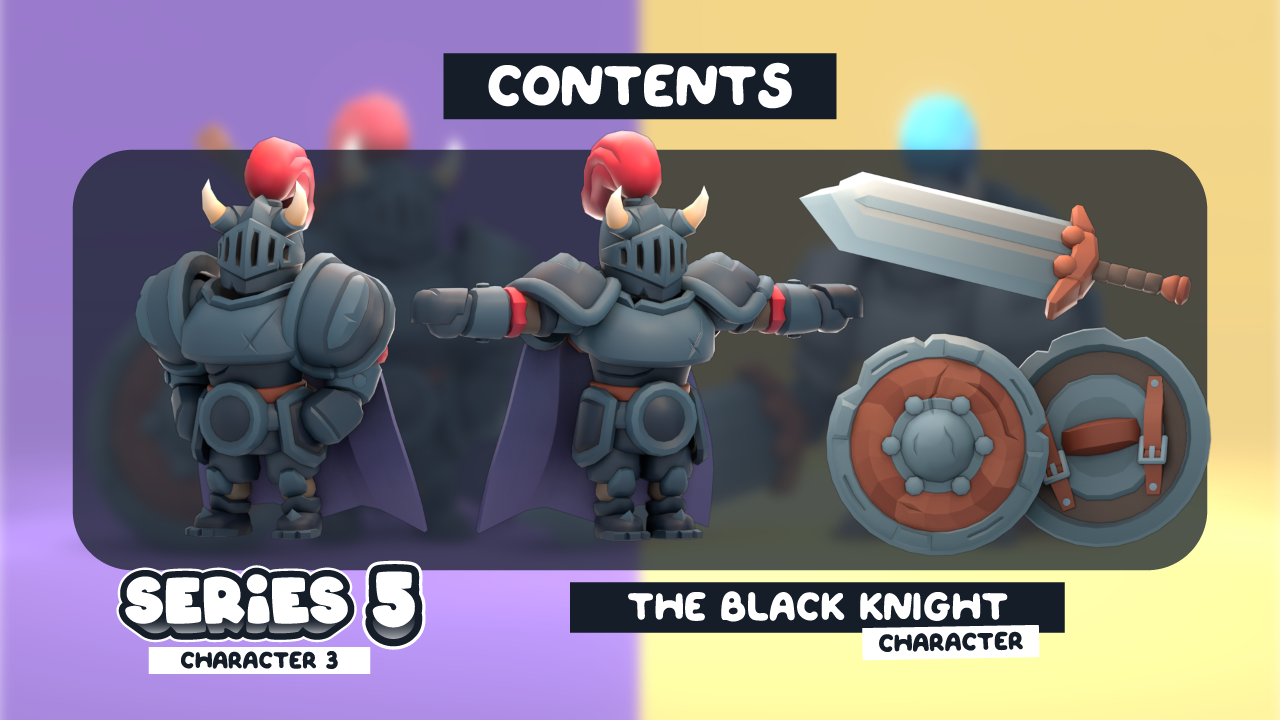 CONTENTS
SERIES 5
CHARACTER 3
THE BLACK KNIGHT
CHARACTER